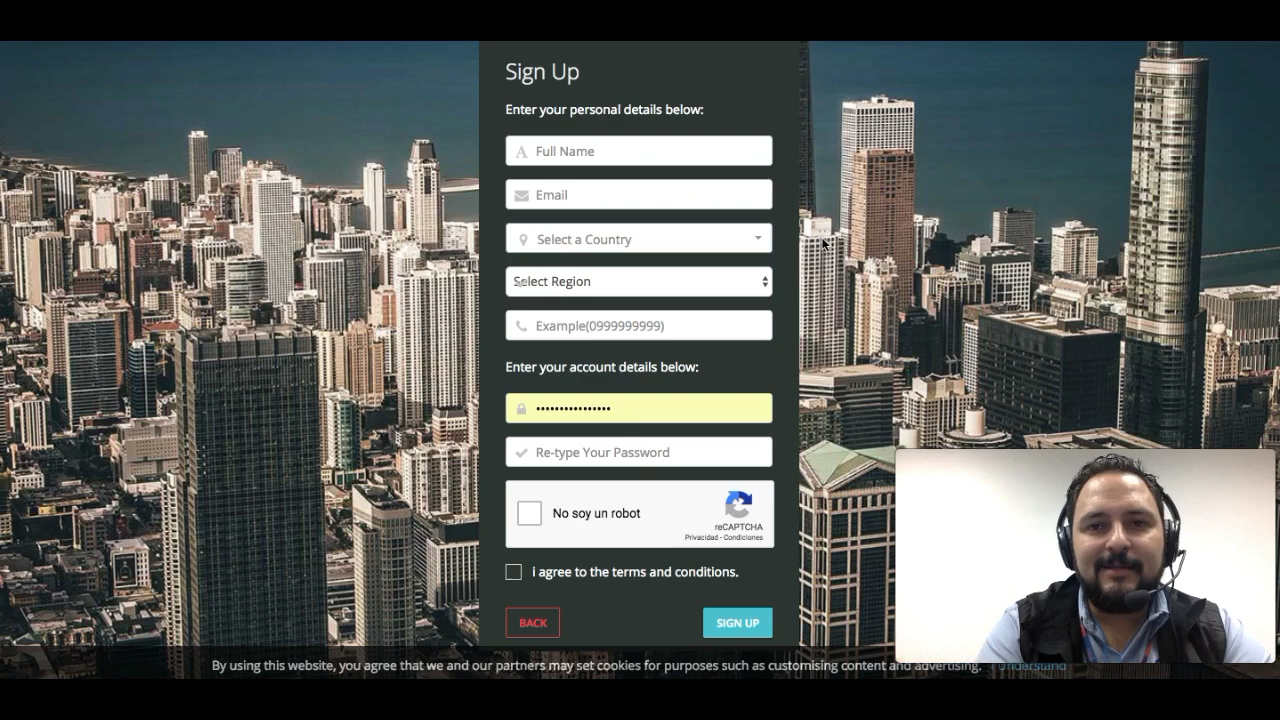 Sign Up
Enter your personal details below:
Full Name
Email
Select a Country
Select Region
Example(0999999999)
Enter your account details below:
••••••••••••••••
Re-type Your Password
No soy un robot
reCAPTCHA
Privacidad - Condiciones
I agree to the terms and conditions.
BACK
SIGN UP
By using this website, you agree that we and our partners may set cookies for purposes such as customising content and advertising. I Understand